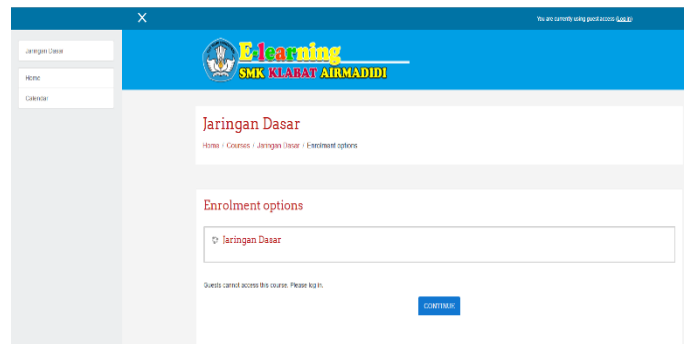 X
You are currently using guest access (Log in)
Jaringan Dasar
Home
Calendar
E-learning
SMK KLABAT AIRMADIDI
Jaringan Dasar
Home / Courses / Jaringan Dasar / Enrolment options
Enrolment options
Jaringan Dasar
Guests cannot access this course. Please log in.
CONTINUE